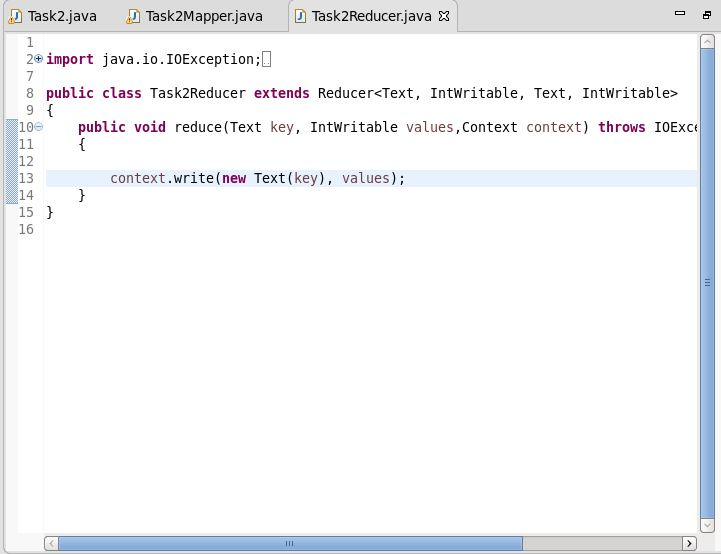 Task2.java Task2Mapper.java Task2Reducer.java
1
2 import java.io.IOException;
7
8 public class Task2Reducer extends Reducer<Text, IntWritable, Text, IntWritable>
9 {
10 public void reduce(Text key, IntWritable values,Context context) throws IOExce
11 {
12
13 context.write(new Text(key), values);
14 }
15 }
16